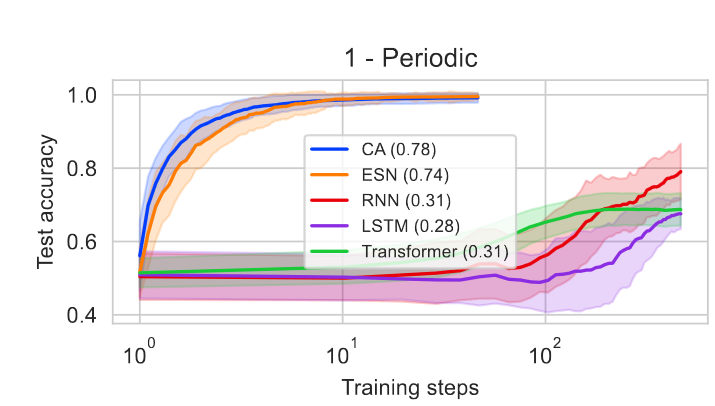 1 - Periodic
Test accuracy
1.0
0.8
0.6
0.4
CA (0.78)
ESN (0.74)
RNN (0.31)
LSTM (0.28)
Transformer (0.31)
10^0
10^1
10^2
Training steps